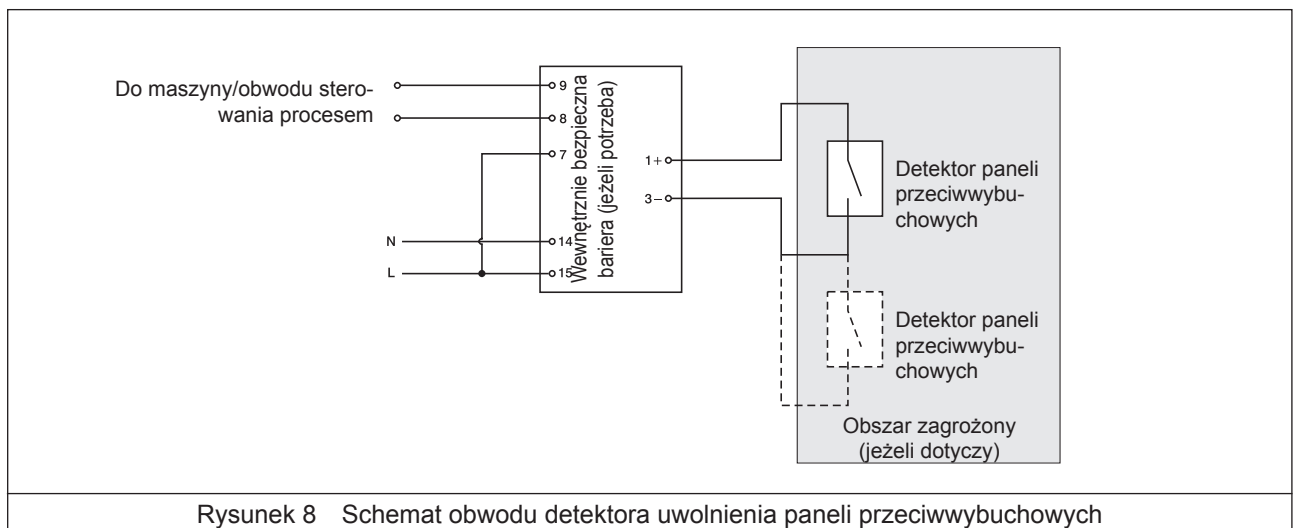 Do maszyny/obwodu stero-
wania procesem
9
8
7
N
14
L
15
Wewnętrznie bezpieczna
bariera (jeżeli potrzeba)
1+
3−
Detektor paneli
przeciwwybu-
chowych
Detektor paneli
przeciwwybu-
chowych
Obszar zagrożony
(jeżeli dotyczy)
Rysunek 8 Schemat obwodu detektora uwolnienia paneli przeciwwybuchowych